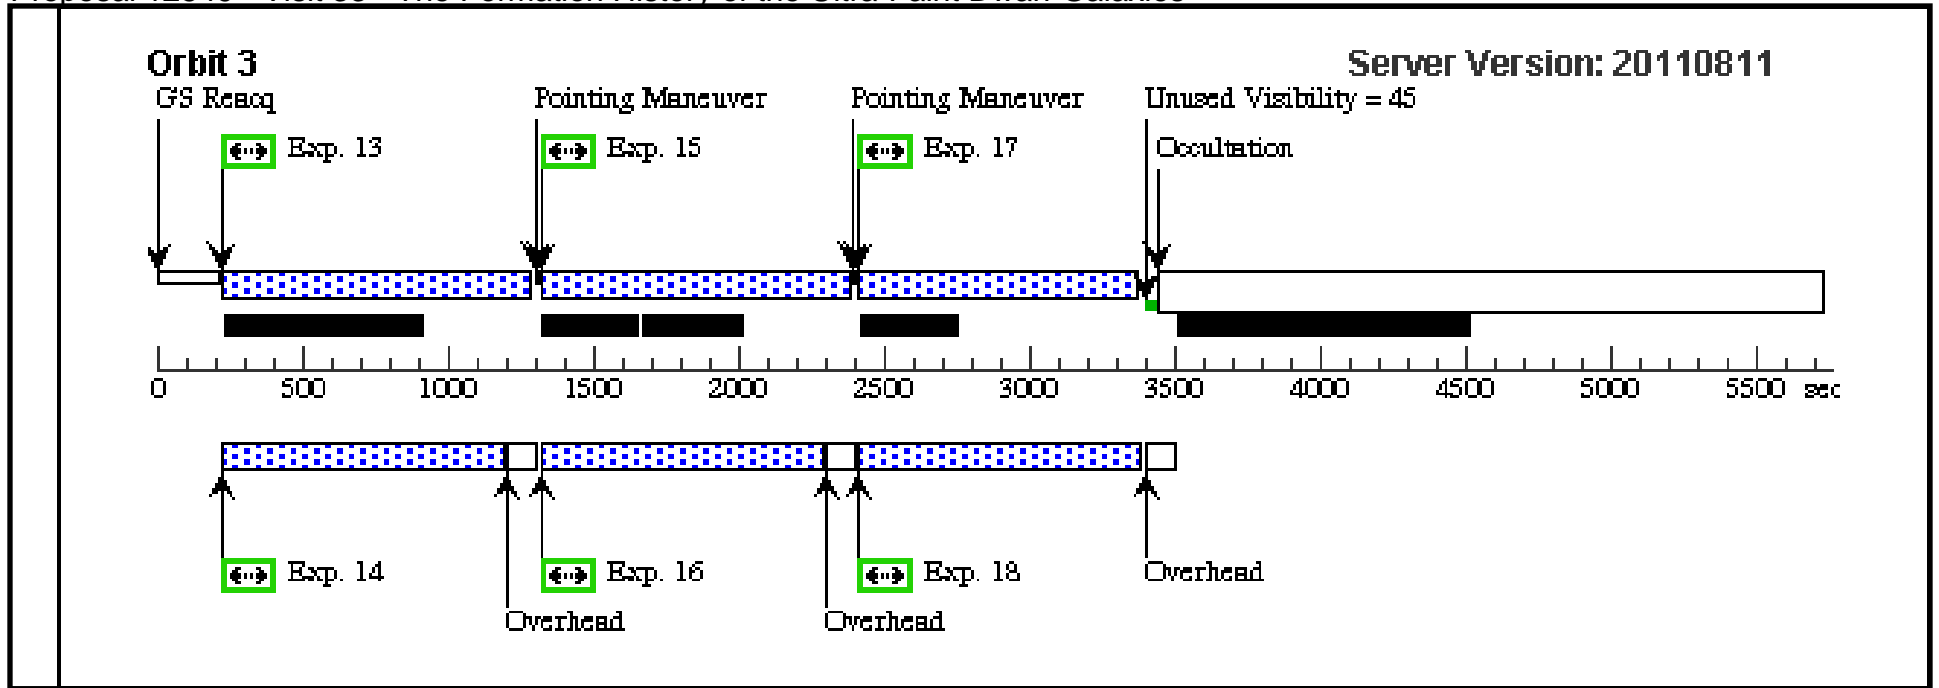 Orbit 3
Server Version: 20110811
GS Reacq
Pointing Maneuver
Pointing Maneuver
Unused Visibility = 45
Exp. 13
Exp. 15
Exp. 17
Occultation
0 500 1000 1500 2000 2500 3000 3500 4000 4500 5000 5500 sec
Exp. 14
Exp. 16
Exp. 18
Overhead
Overhead
Overhead